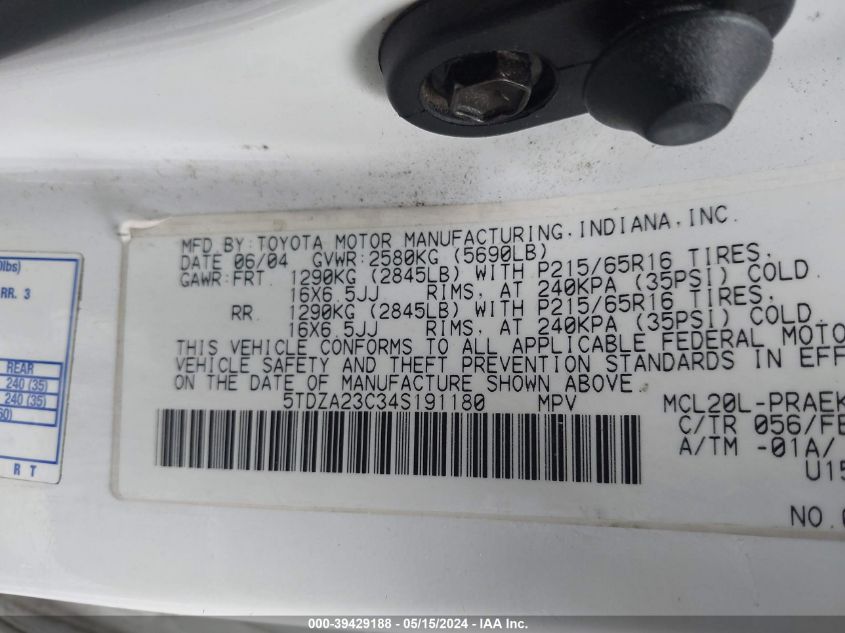 MFD. BY: TOYOTA MOTOR MANUFACTURING, INDIANA, INC.
DATE 06/04 GVWR: 2580KG (5690LB)
GAWR: FRT. 1290KG (2845LB) WITH P215/65R16 TIRES,
16X6.5JJ RIMS, AT 240KPA (35PSI) COLD.
RR. 1290KG (2845LB) WITH P215/65R16 TIRES,
16X6.5JJ RIMS, AT 240KPA (35PSI) COLD.
THIS VEHICLE CONFORMS TO ALL APPLICABLE FEDERAL MOTO
VEHICLE SAFETY AND THEFT PREVENTION STANDARDS IN EFF
ON THE DATE OF MANUFACTURE SHOWN ABOVE.
5TDZA23C34S191180 MPV MCL20L-PRAEK
C/TR 056/FE
A/TM -01A/
U15
NO.
lbs)
RR. 3
REAR
240 (35)
240 (35)
60)
R T
000-39429188 - 05/15/2024 - IAA Inc.